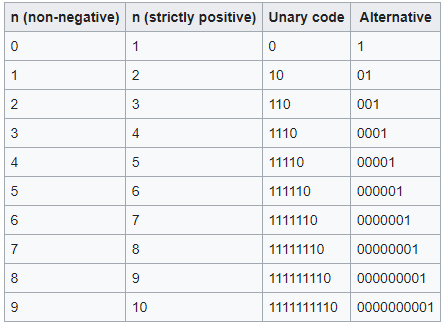 n (non-negative) n (strictly positive) Unary code Alternative
0 1 0 1
1 2 10 01
2 3 110 001
3 4 1110 0001
4 5 11110 00001
5 6 111110 000001
6 7 1111110 0000001
7 8 11111110 00000001
8 9 111111110 000000001
9 10 1111111110 0000000001